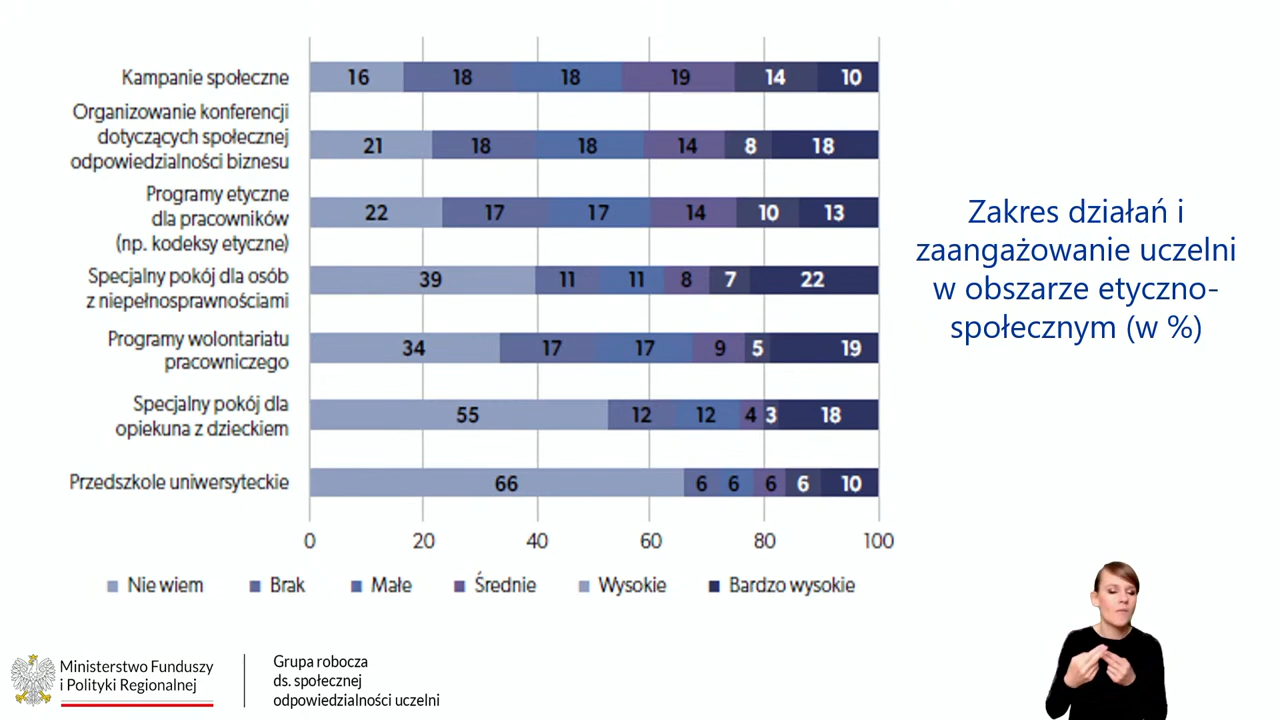 Kampanie społeczne
16 18 18 19 14 10
Organizowanie konferencji
dotyczących społecznej
odpowiedzialności biznesu
21 18 18 14 8 18
Programy etyczne
dla pracowników
(np. kodeksy etyczne)
22 17 17 14 10 13
Specjalny pokój dla osób
z niepełnosprawnościami
39 11 11 8 7 22
Programy wolontariatu
pracowniczego
34 17 17 9 5 19
Specjalny pokój dla
opiekuna z dzieckiem
55 12 12 4 3 18
Przedszkole uniwersyteckie
66 6 6 6 6 10
0 20 40 60 80 100
Nie wiem Brak Małe Średnie Wysokie Bardzo wysokie
Zakres działań i
zaangażowanie uczelni
w obszarze etyczno-
społecznym (w %)
Ministerstwo Funduszy
i Polityki Regionalnej
Grupa robocza
ds. społecznej
odpowiedzialności uczelni